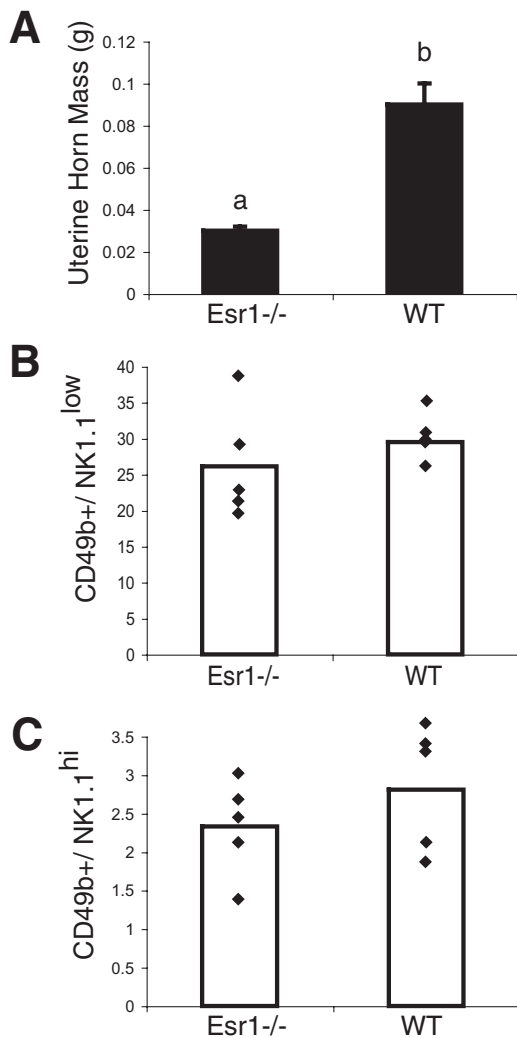 A
Uterine Horn Mass (g)
0.12
0.1
0.08
0.06
0.04
0.02
0
a
b
Esr1-/-
WT
B
CD49b+/ NK1.1low
40
35
30
25
20
15
10
5
0
Esr1-/-
WT
C
CD49b+/ NK1.1hi
3.5
3
2.5
2
1.5
1
0.5
0
Esr1-/-
WT